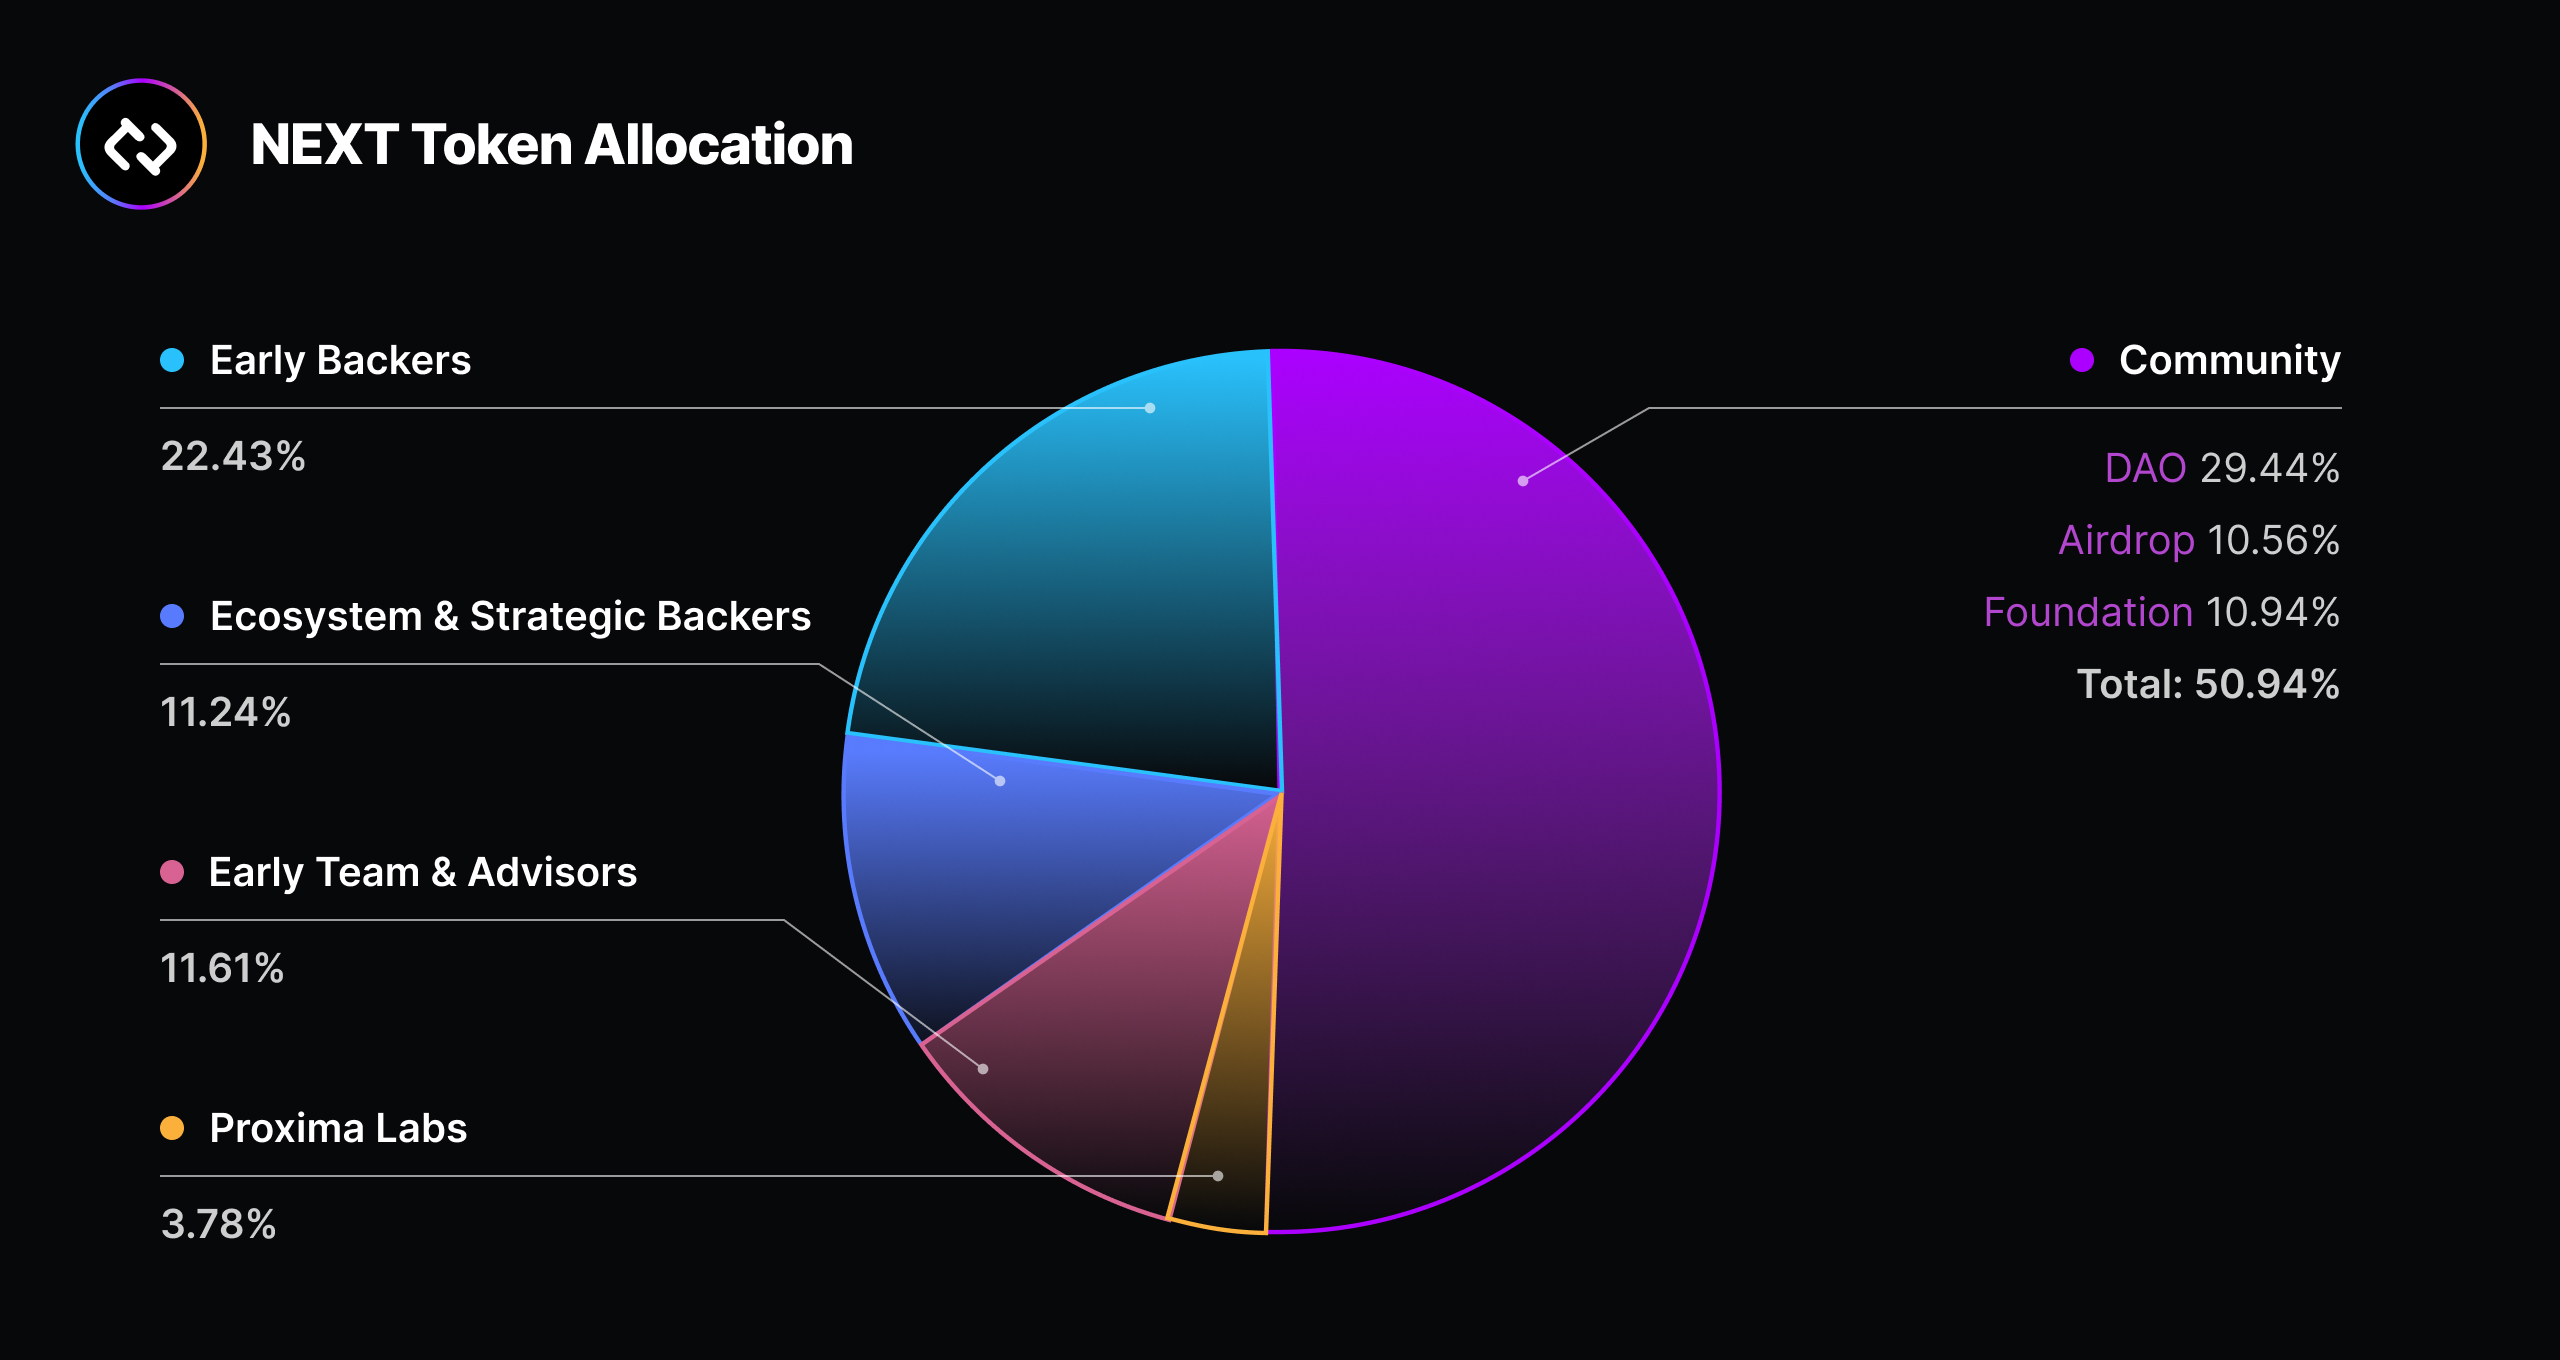 NEXT Token Allocation
Early Backers
22.43%
Ecosystem & Strategic Backers
11.24%
Early Team & Advisors
11.61%
Proxima Labs
3.78%
Community
DAO 29.44%
Airdrop 10.56%
Foundation 10.94%
Total: 50.94%